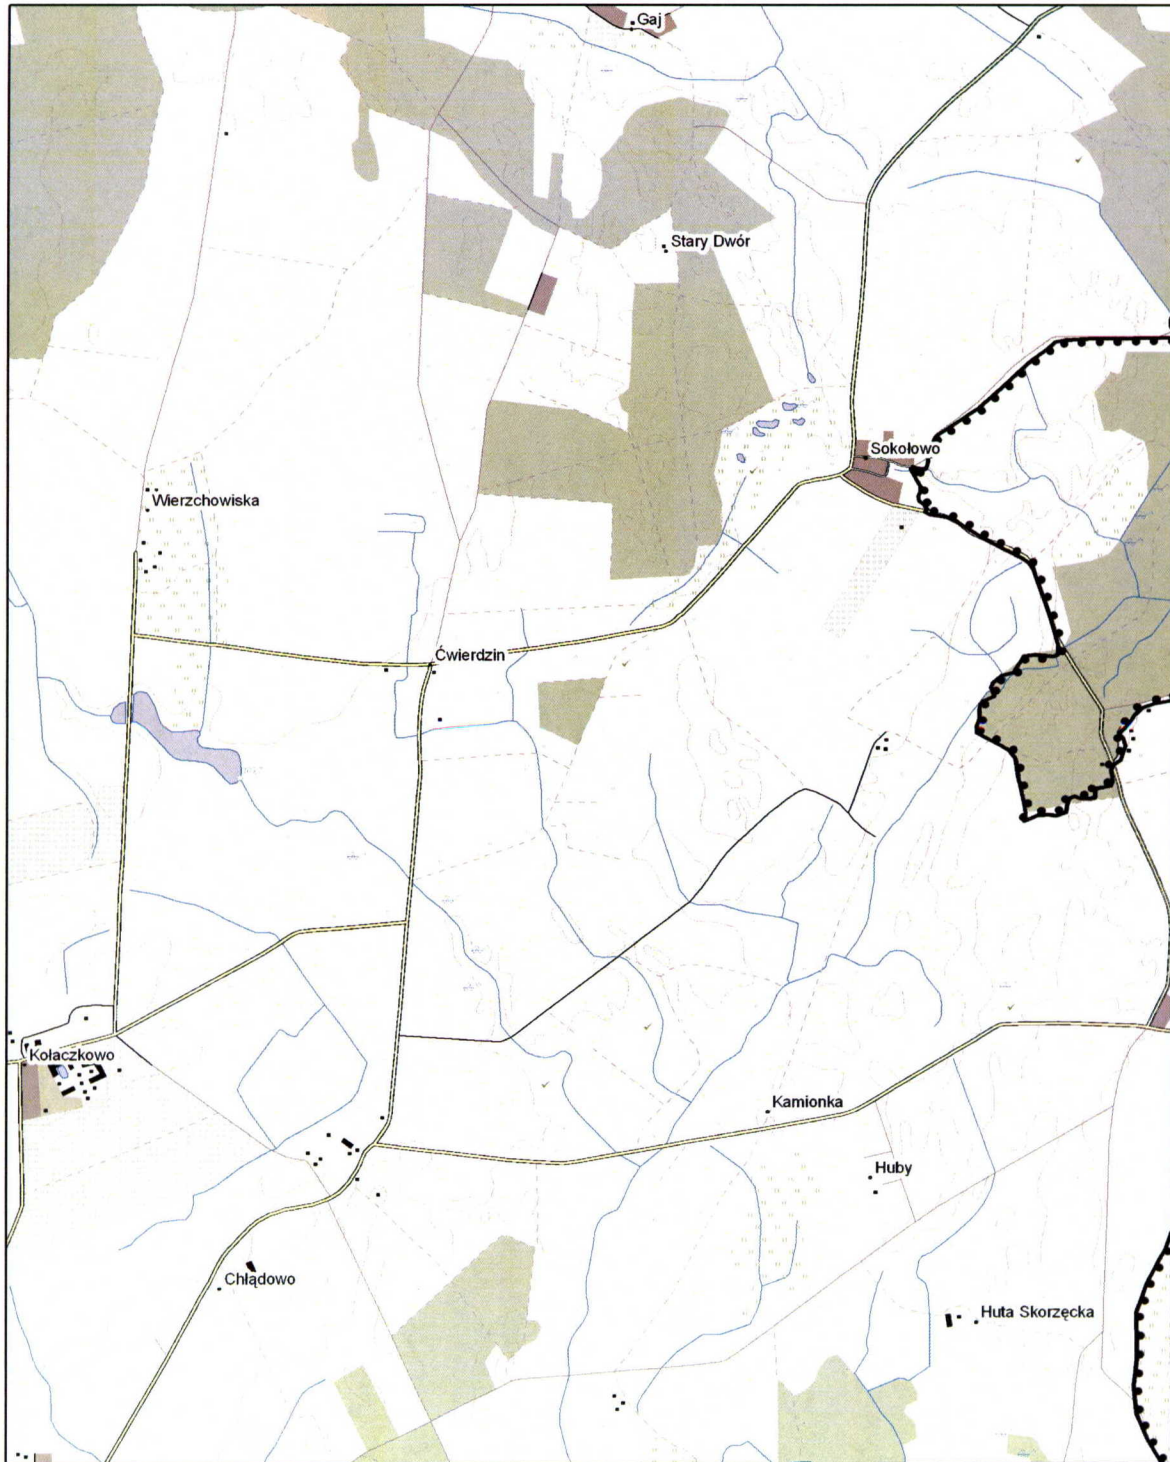 Gaj
Stary Dwór
Sokołowo
Wierzchowiska
Ćwierdzin
Kołaczkowo
Kamionka
Huby
Chłądowo
Huta Skorzęcka